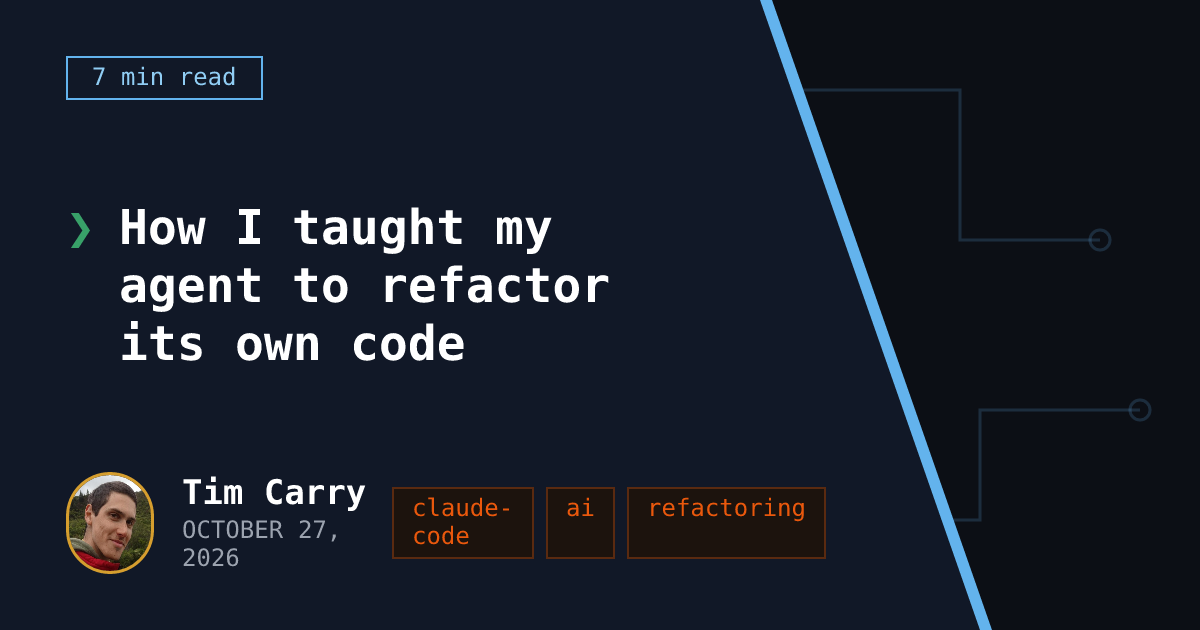 7 min read
❯ How I taught my
agent to refactor
its own code
Tim Carry
OCTOBER 27,
2026
claude-
code
ai
refactoring